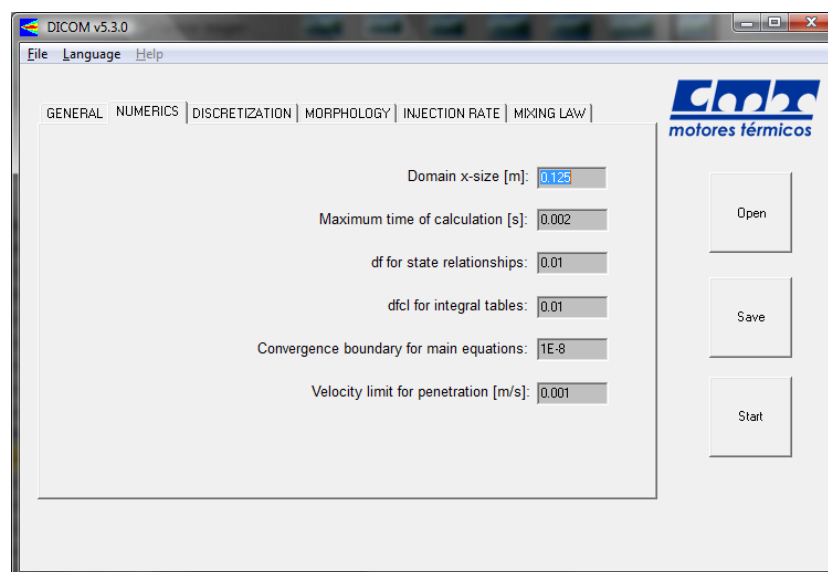 DICOM v5.3.0
File Language Help
GENERAL NUMERICS DISCRETIZATION MORPHOLOGY INJECTION RATE MIXING LAW
motores térmicos
Domain x-size [m]: 0.125
Maximum time of calculation [s]: 0.002
df for state relationships: 0.01
dfcl for integral tables: 0.01
Convergence boundary for main equations: 1E-8
Velocity limit for penetration [m/s]: 0.001
Open
Save
Start